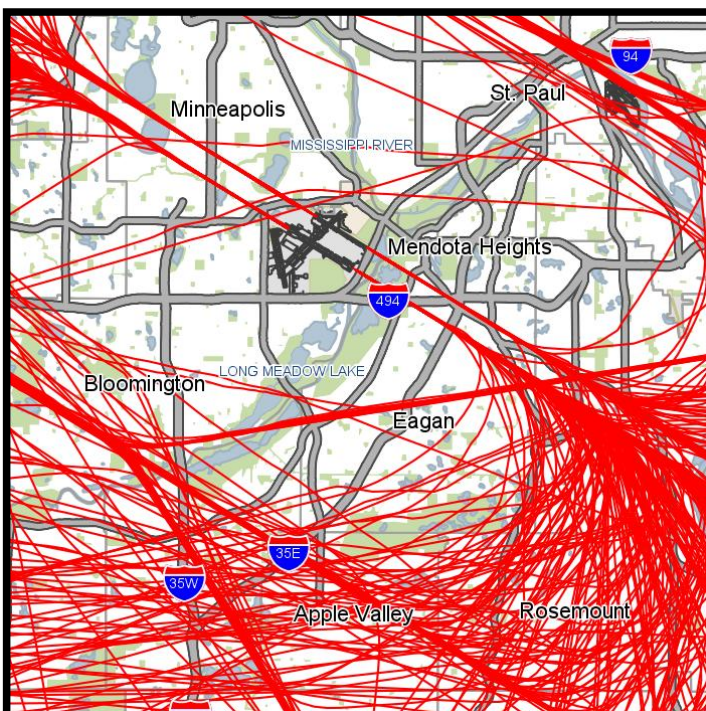 94
St. Paul
Minneapolis
MISSISSIPPI RIVER
Mendota Heights
494
LONG MEADOW LAKE
Bloomington
Eagan
35E
35W
Apple Valley
Rosemount